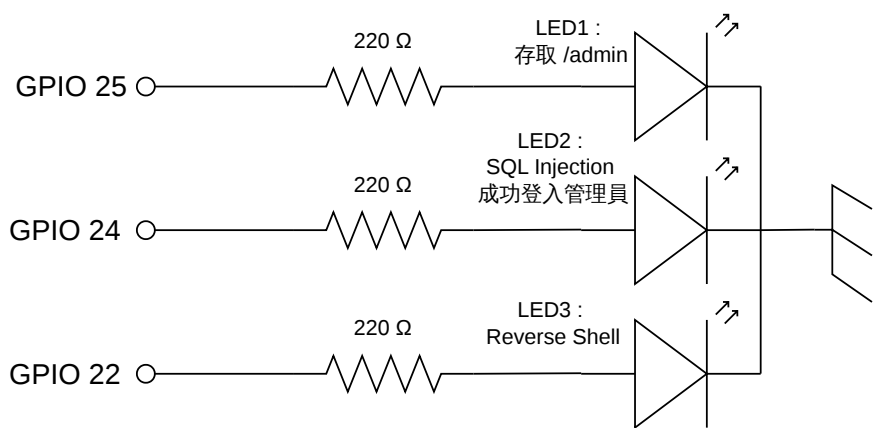 220 Ω
LED1 :
存取 /admin
GPIO 25
220 Ω
LED2 :
SQL Injection
成功登入管理員
GPIO 24
220 Ω
LED3 :
Reverse Shell
GPIO 22